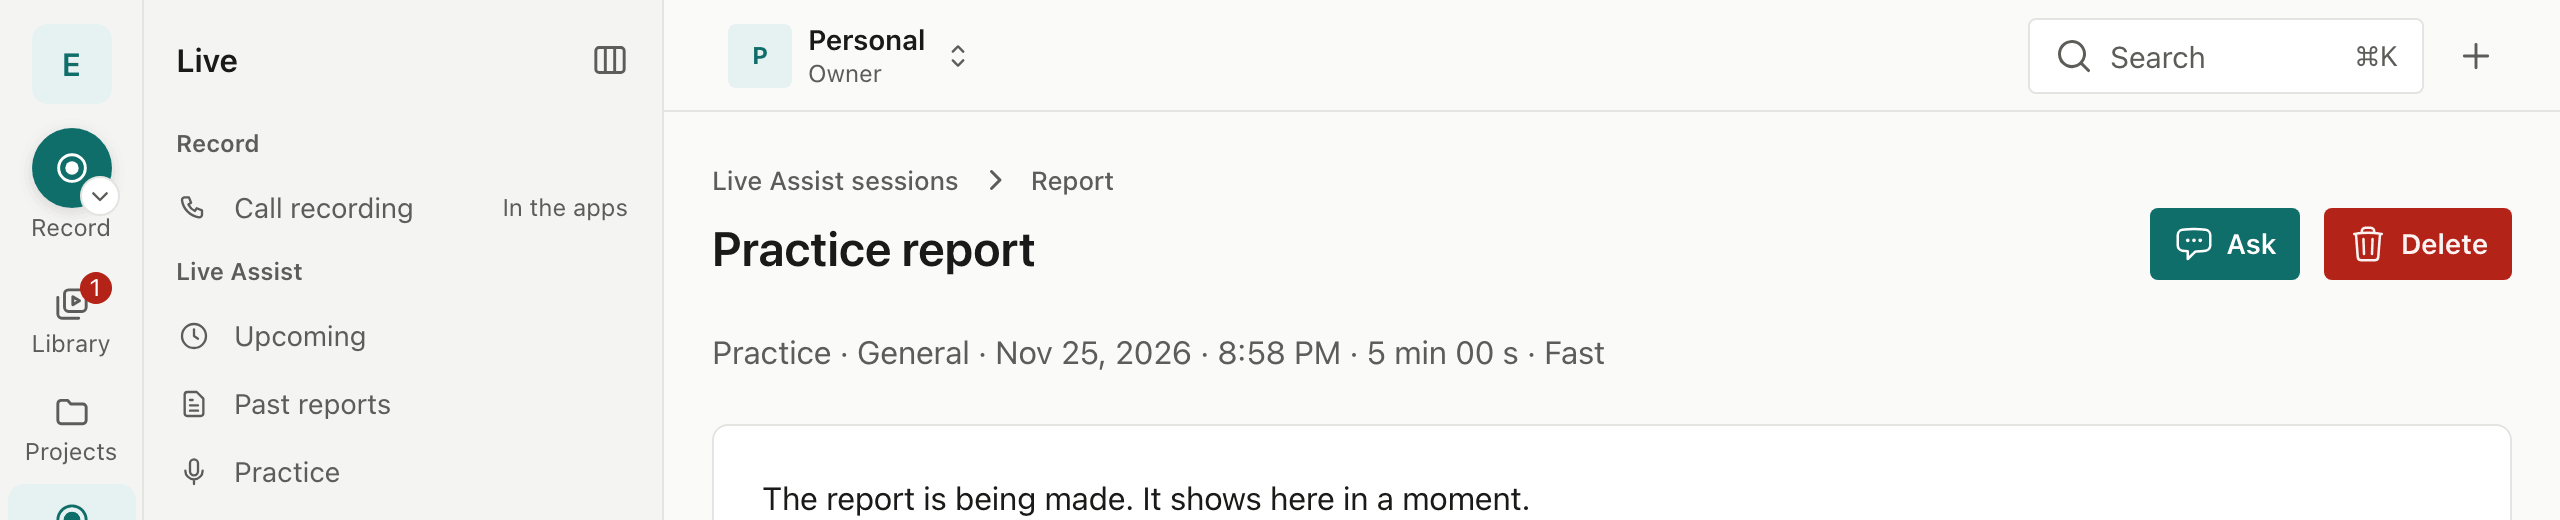 E
Record
1
Library
Projects
Live
Record
Call recording In the apps
Live Assist
Upcoming
Past reports
Practice
P
Personal
Owner
Search ⌘K
Live Assist sessions Report
Practice report
Ask
Delete
Practice · General · Nov 25, 2026 · 8:58 PM · 5 min 00 s · Fast
The report is being made. It shows here in a moment.